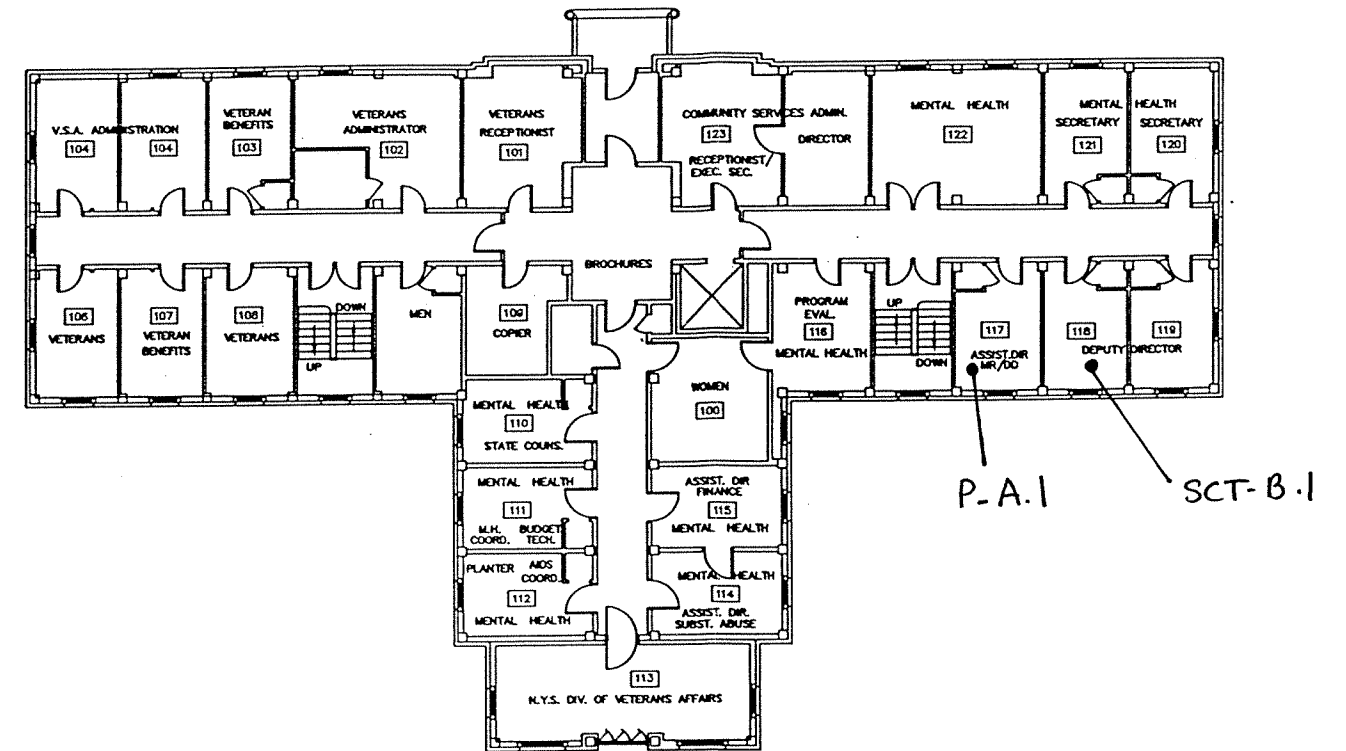 V.S.A. ADMINISTRATION
104
104
VETERAN
BENEFITS
103
VETERANS
ADMINISTRATOR
102
VETERANS
RECEPTIONIST
101
COMMUNITY SERVICES ADMIN.
123
RECEPTIONIST/
EXEC. SEC.
DIRECTOR
MENTAL HEALTH
122
MENTAL HEALTH
SECRETARY
121
SECRETARY
120
BROCHURES
VETERANS
107
VETERAN
BENEFITS
108
VETERANS
DOWN
UP
MEN
109
COPIER
PROGRAM
EVAL.
116
MENTAL HEALTH
UP
DOWN
117
ASSIST.DIR
MR/DD
118
119
DEPUTY DIRECTOR
WOMEN
100
MENTAL HEALTH
110
STATE COUNS.
MENTAL HEALTH
111
M.H. BUDGET
COORD. TECH.
PLANTER AIDS
COORD.
112
MENTAL HEALTH
ASSIST. DIR
FINANCE
115
MENTAL HEALTH
MENTAL HEALTH
114
ASSIST. DIR.
SUBST. ABUSE
113
N.Y.S. DIV. OF VETERANS AFFAIRS
P-A.1
SCT-B.1